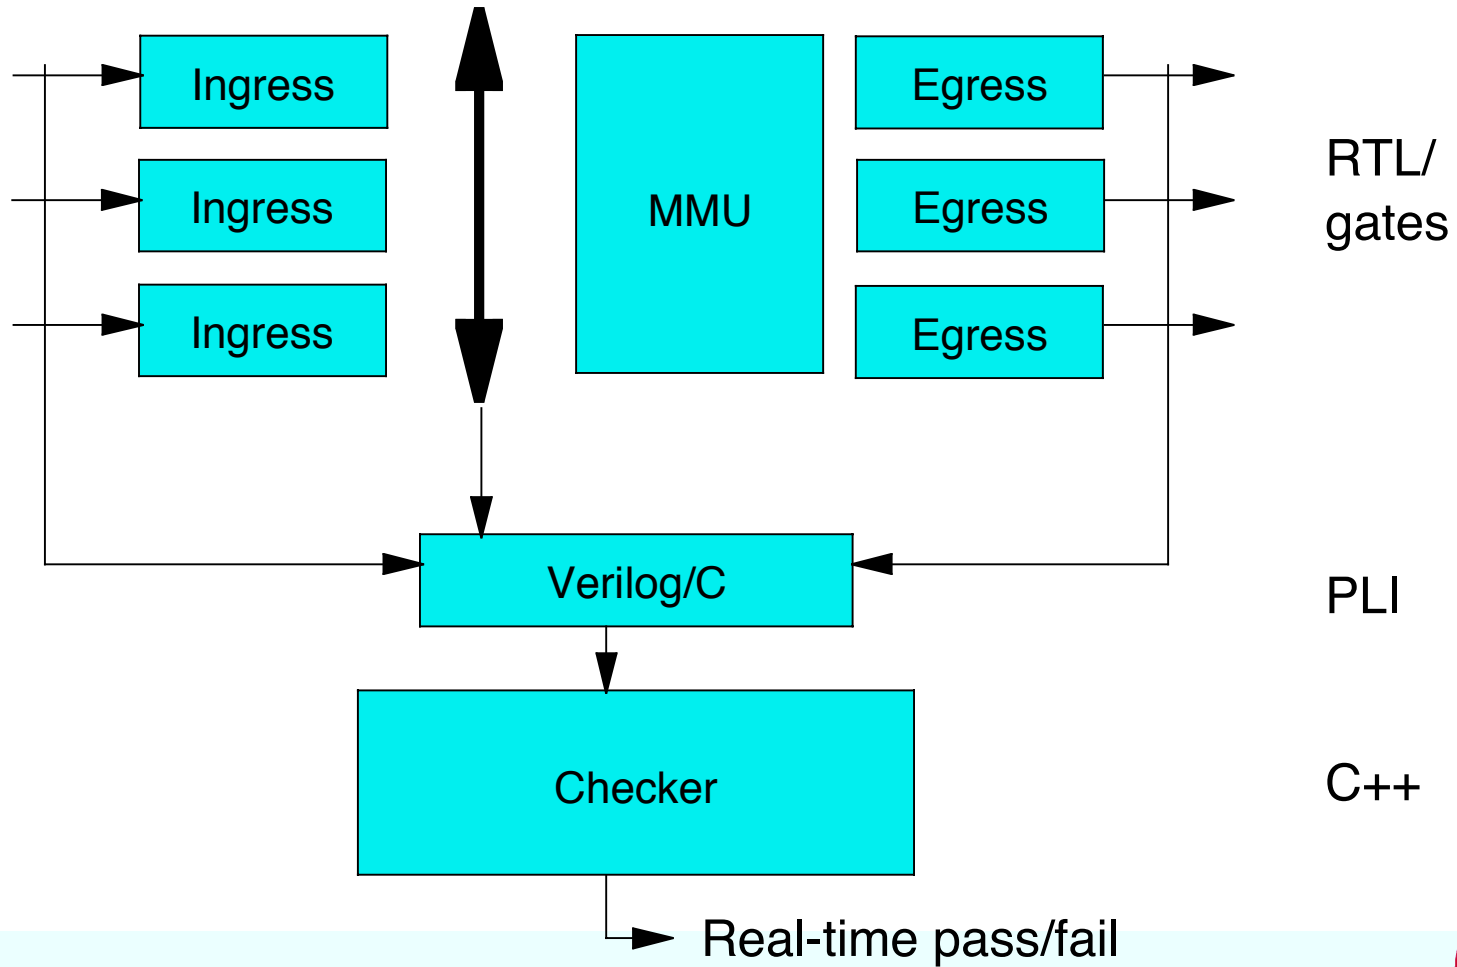 Ingress
Egress
Ingress
MMU
Egress
RTL/
gates
Ingress
Egress
Verilog/C
PLI
Checker
C++
Real-time pass/fail